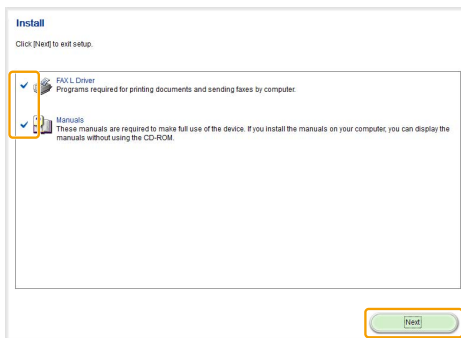 Install
Click [Next] to exit setup.
FAX L Driver
Programs required for printing documents and sending faxes by computer.
Manuals
These manuals are required to make full use of the device. If you install the manuals on your computer, you can display the
manuals without using the CD-ROM.
Next